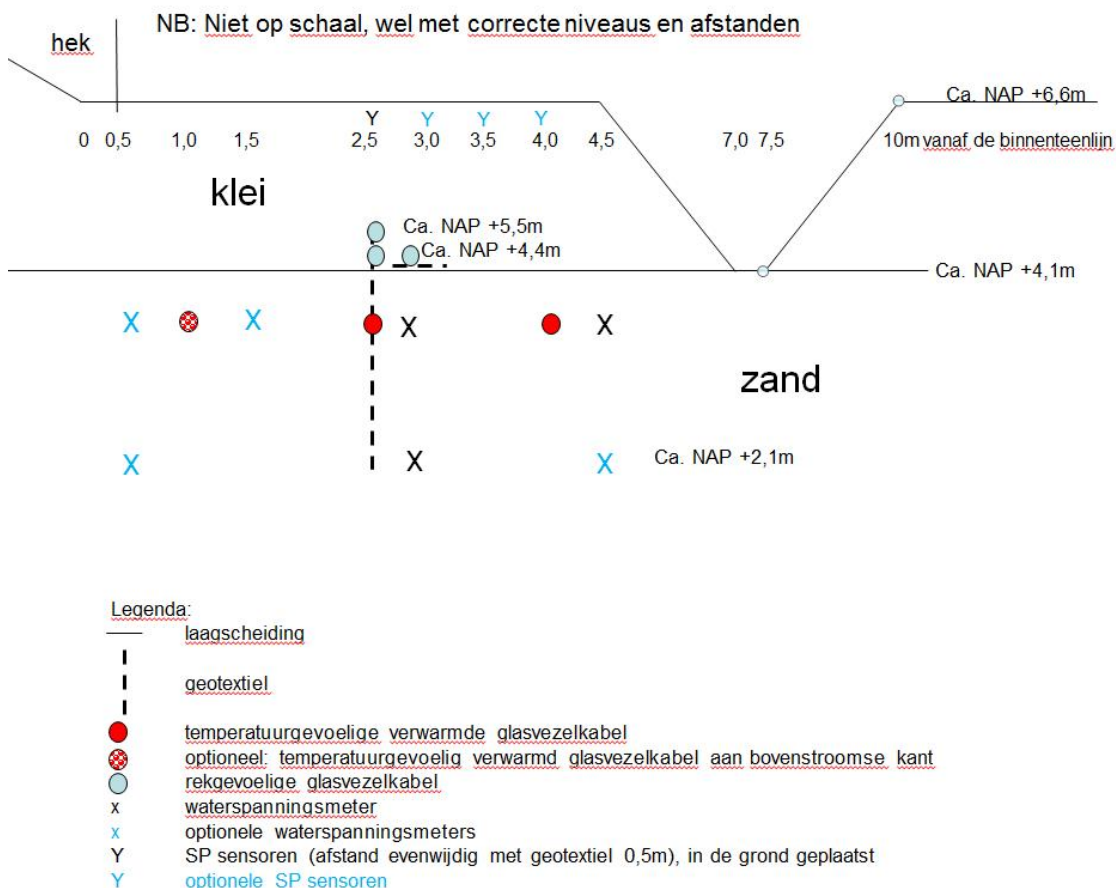 NB: Niet op schaal, wel met correcte niveaus en afstanden
hek
Ca. NAP +6,6m
Y Y Y Y
0 0,5 1,0 1,5 2,5 3,0 3,5 4,0 4,5 7,0 7,5 10m vanaf de binnenteenlijn
klei
Ca. NAP +5,5m
Ca. NAP +4,4m
Ca. NAP +4,1m
X X X X
zand
X X X Ca. NAP +2,1m
Legenda:
laagscheiding
geotextiel
temperatuurgevoelige verwarmde glasvezelkabel
optioneel: temperatuurgevoelig verwarmd glasvezelkabel aan bovenstroomse kant
rekgevoelige glasvezelkabel
x waterspanningsmeter
x optionele waterspanningsmeters
Y SP sensoren (afstand evenwijdig met geotextiel 0,5m), in de grond geplaatst
Y optionele SP sensoren